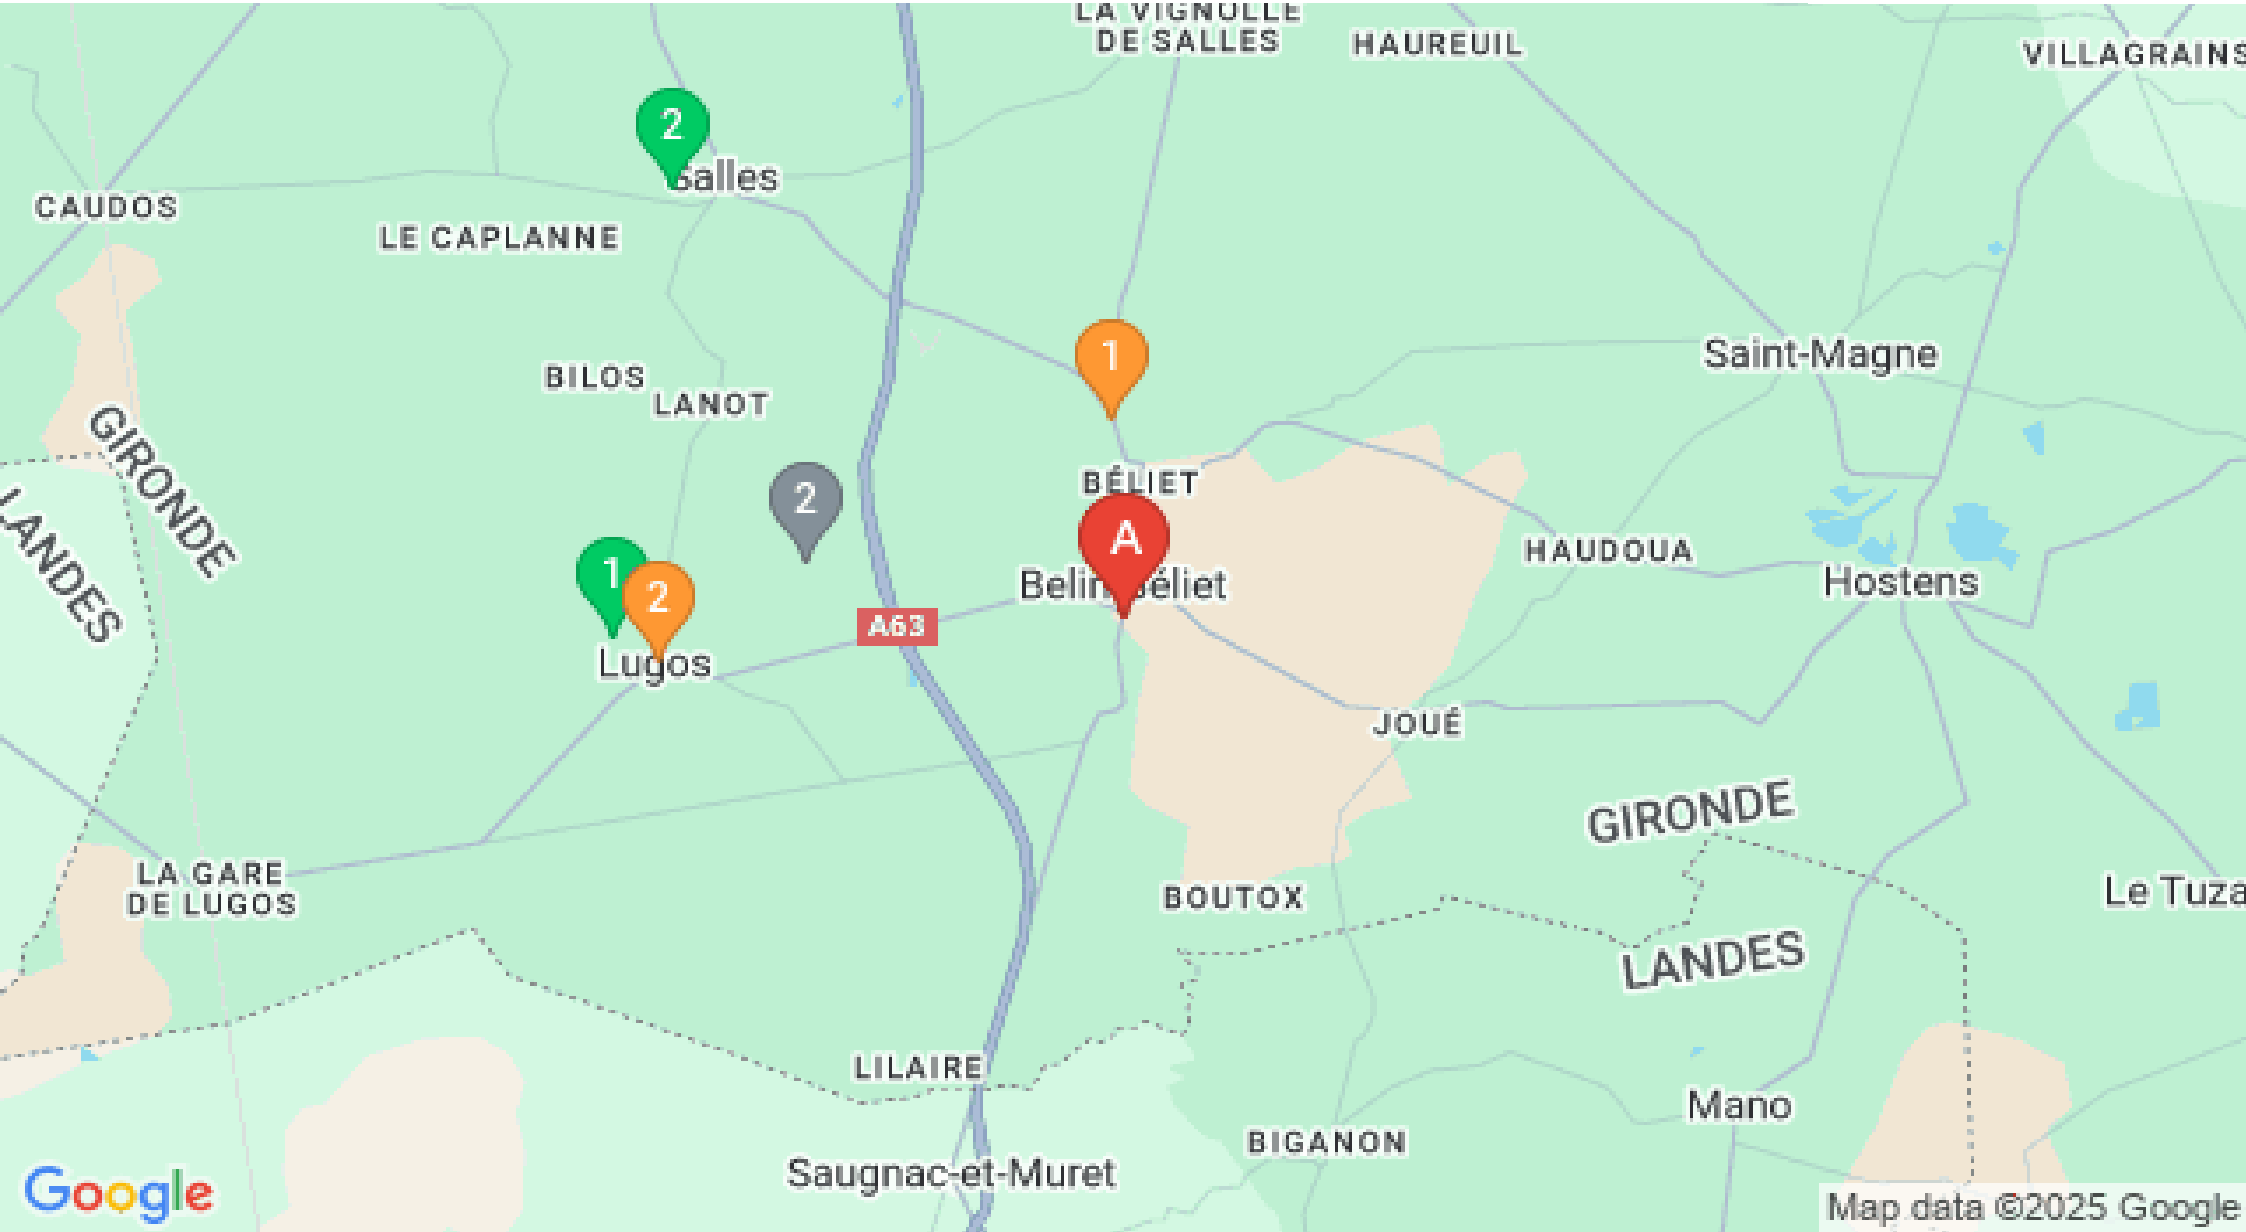 LA VIGNOLLE
DE SALLES
HAUREUIL
VILLAGRAINS
2
Salles
CAUDOS
LE CAPLANNE
1
Saint-Magne
BILOS
LANOT
GIRONDE
LANDES
BÉLIET
2
A
HAUDOUA
1
2
Belin-Béliet
Hostens
A63
Lugos
JOUÉ
GIRONDE
LA GARE
DE LUGOS
BOUTOX
Le Tuza
LANDES
LILAIRE
Mano
BIGANON
Saugnac-et-Muret
Google
Map data ©2025 Google